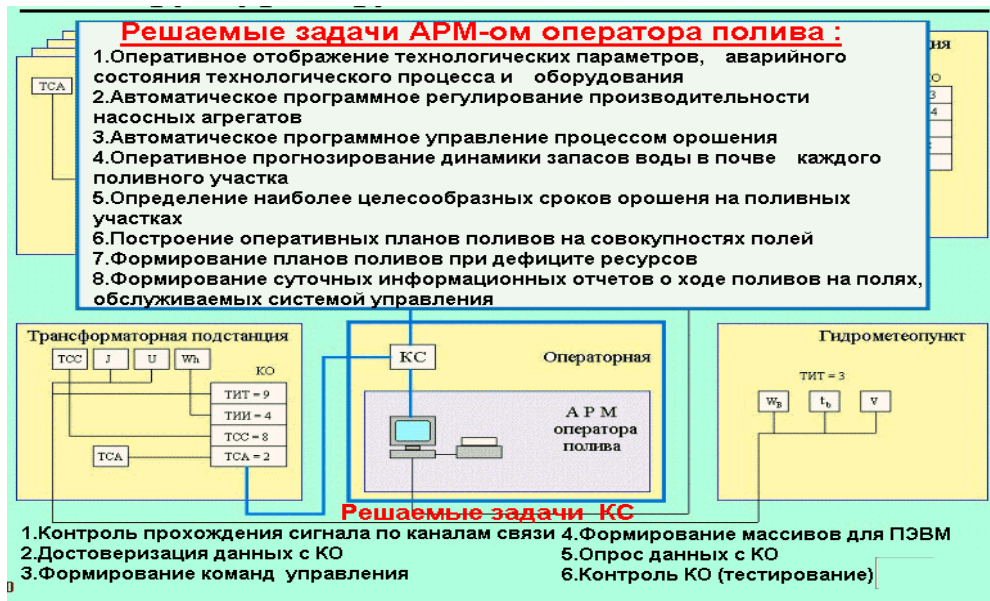 Решаемые задачи АРМ-ом оператора полива :
1.Оперативное отображение технологических параметров, аварийного
состояния технологического процесса и оборудования
2.Автоматическое программное регулирование производительности
насосных агрегатов
3.Автоматическое программное управление процессом орошения
4.Оперативное прогнозирование динамики запасов воды в почве каждого
поливного участка
5.Определение наиболее целесообразных сроков орошеня на поливных
участках
6.Построение оперативных планов поливов на совокупностях полей
7.Формирование планов поливов при дефиците ресурсов
8.Формирование суточных информационных отчетов о ходе поливов на полях,
обслуживаемых системой управления
ТСА
Трансформаторная подстанция
ТСС J U Wh
КО
ТИТ = 9
ТИИ = 4
ТСС = 8
ТСА = 2
ТСА
КС
Операторная
А Р М
оператора
полива
Гидрометеопункт
ТИТ = 3
WВ tb V
Решаемые задачи КС
1.Контроль прохождения сигнала по каналам связи
2.Достоверизация данных с КО
3.Формирование команд управления
4.Формирование массивов для ПЭВМ
5.Опрос данных с КО
6.Контроль КО (тестирование)